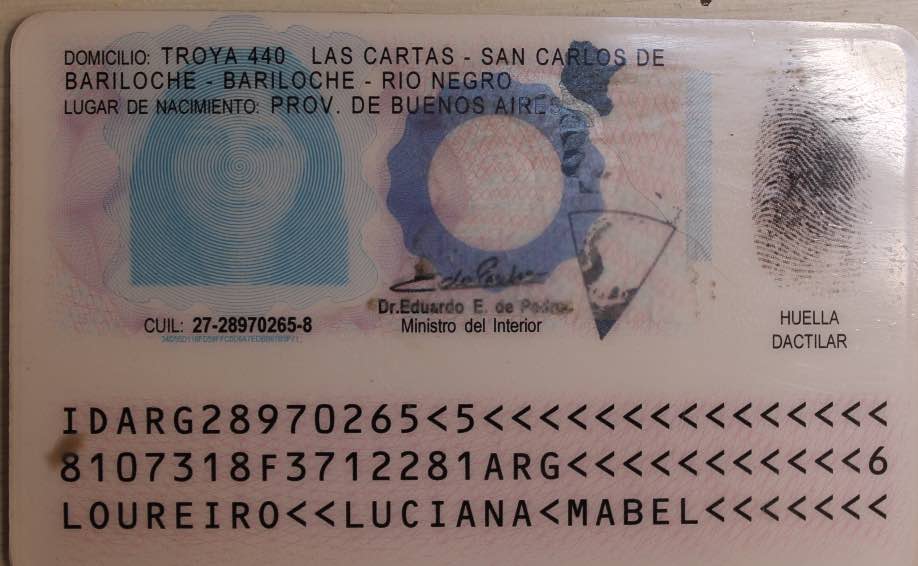 DOMICILIO: TROYA 440 LAS CARTAS - SAN CARLOS DE
BARILOCHE - BARILOCHE - RIO NEGRO
LUGAR DE NACIMIENTO: PROV. DE BUENOS AIRES
Dr.Eduardo E. de Pedro
Ministro del Interior
CUIL: 27-28970265-8
HUELLA
DACTILAR
IDARG28970265<5<<<<<<<<<<<<<<<
8107318F3712281ARG<<<<<<<<<<<6
LOUREIRO<<LUCIANA<MABEL<<<<<<<